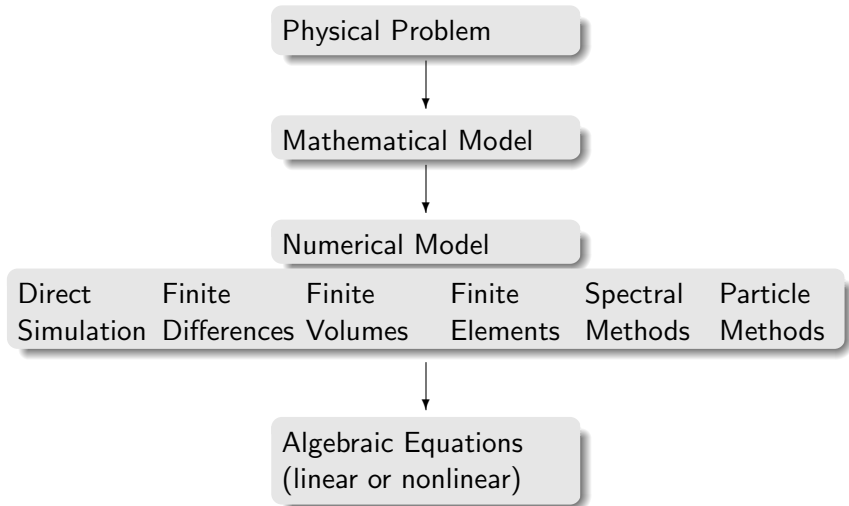 Physical Problem
Mathematical Model
Numerical Model
Direct Finite Finite Finite Spectral Particle
Simulation Differences Volumes Elements Methods Methods
Algebraic Equations
(linear or nonlinear)